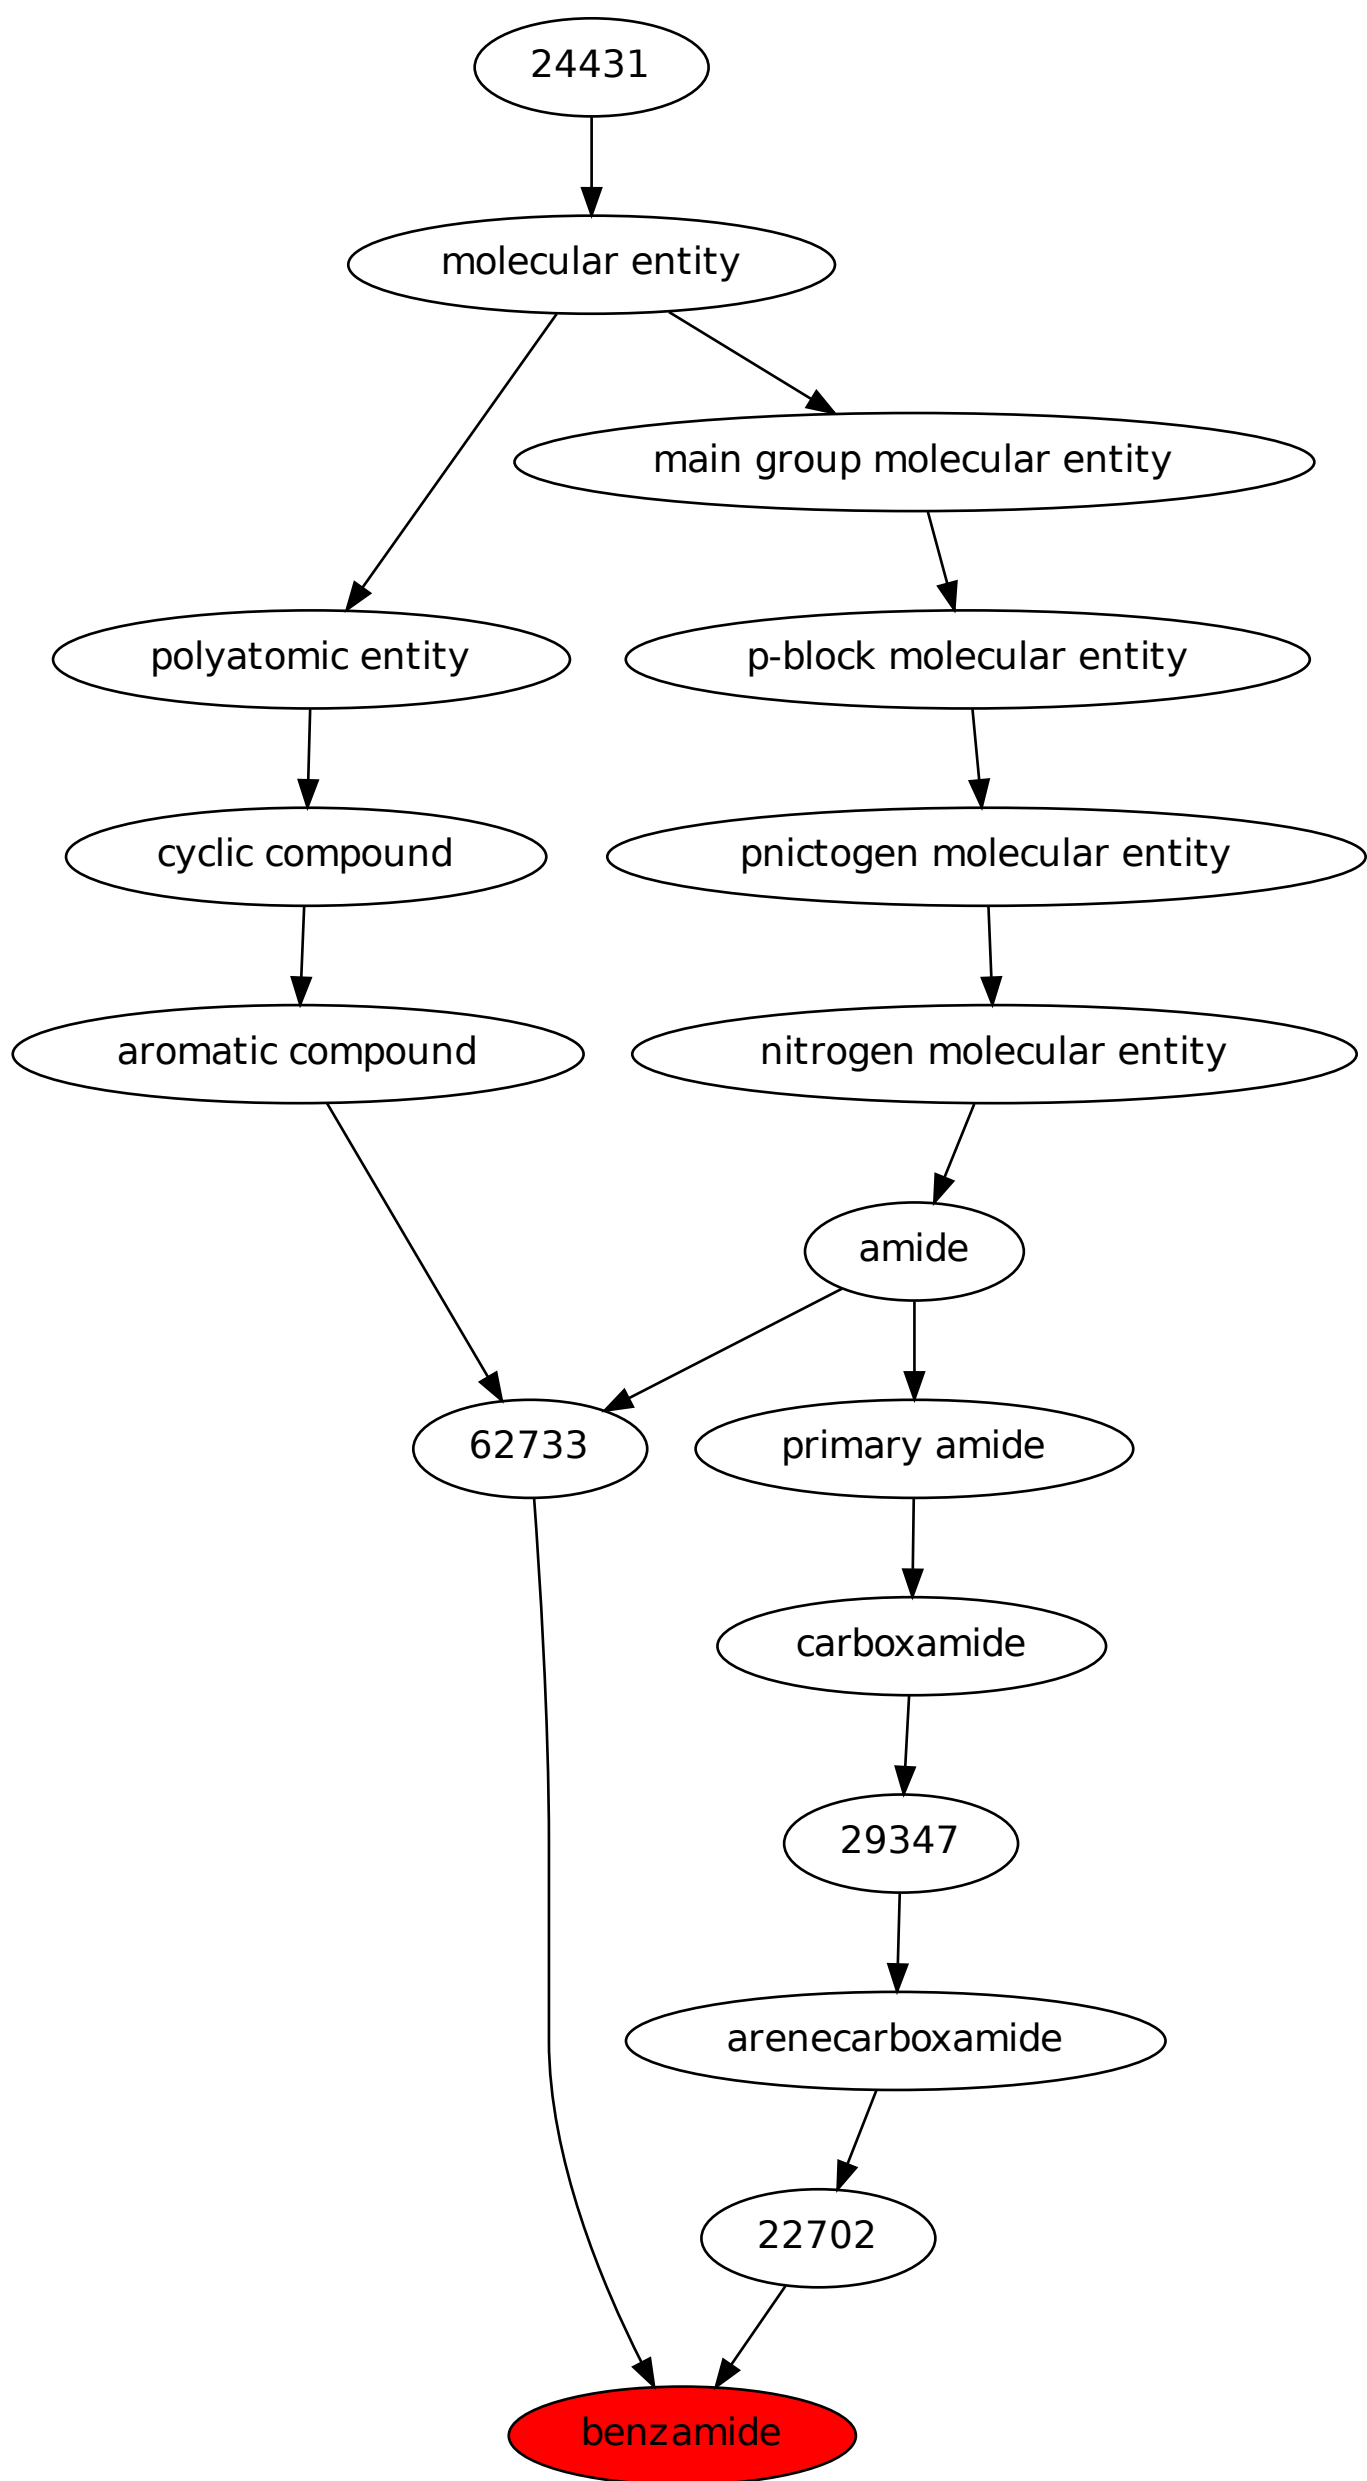 24431
molecular entity
main group molecular entity
polyatomic entity
p-block molecular entity
cyclic compound
pnictogen molecular entity
aromatic compound
nitrogen molecular entity
amide
62733
primary amide
carboxamide
29347
arenecarboxamide
22702
benzamide